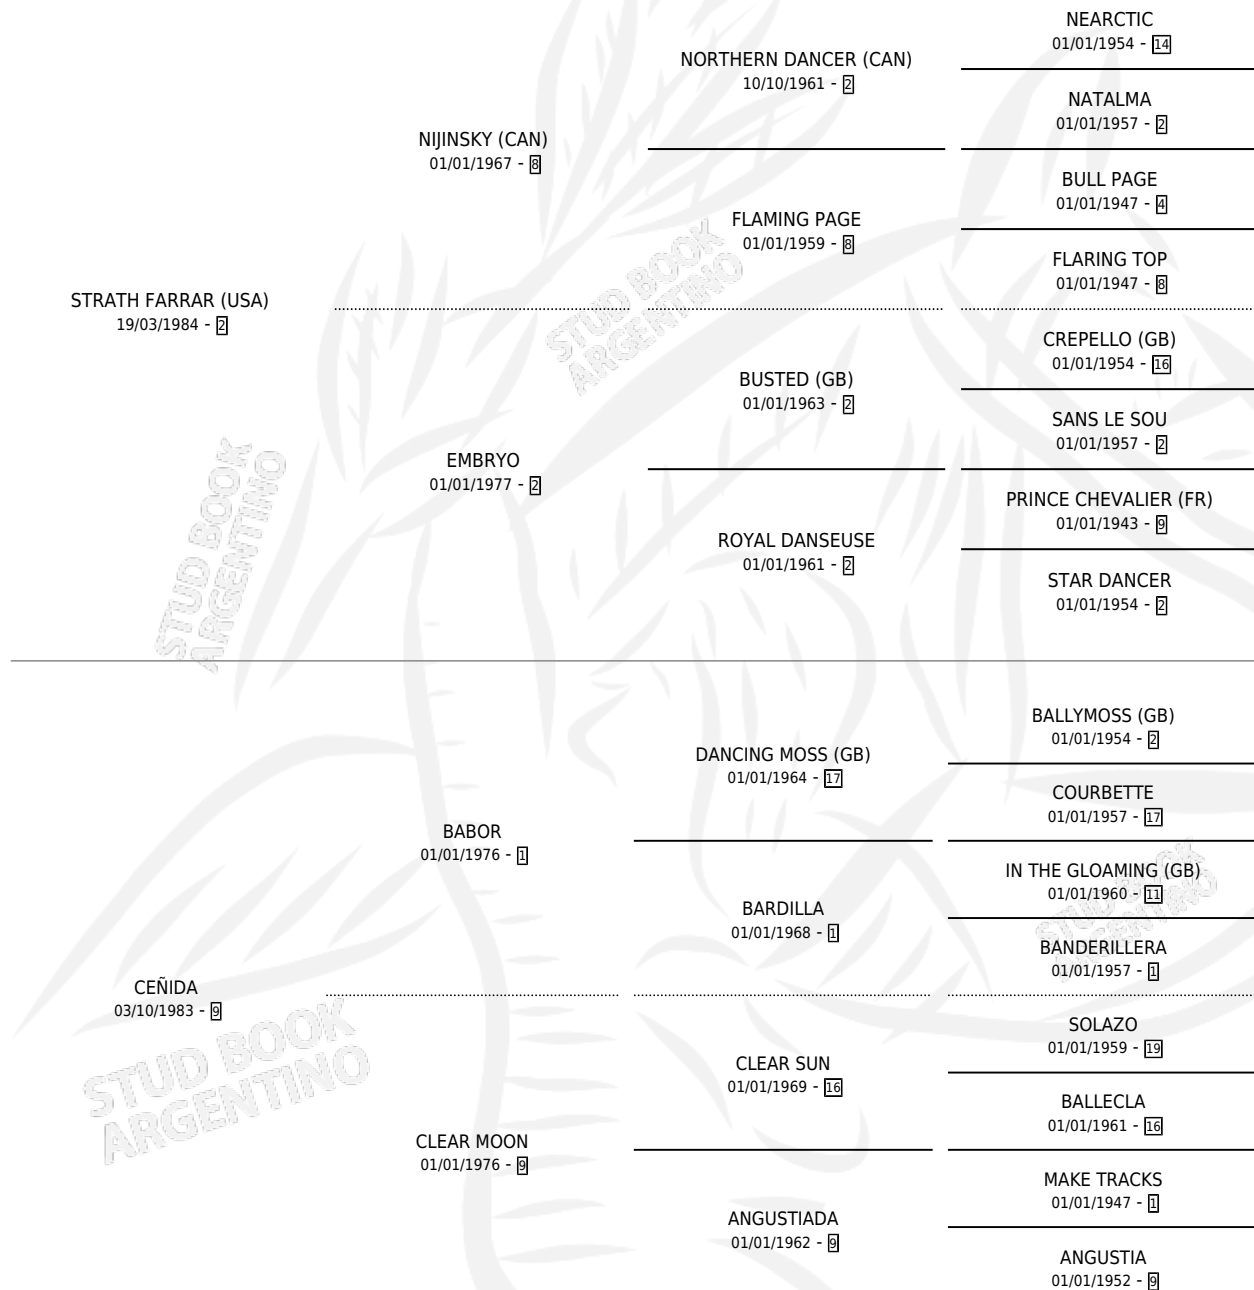 NEARCTIC
01/01/1954 - 14
NORTHERN DANCER (CAN)
10/10/1961 - 2
NATALMA
01/01/1957 - 2
NIJINSKY (CAN)
01/01/1967 - 8
BULL PAGE
01/01/1947 - 4
FLAMING PAGE
01/01/1959 - 8
FLARING TOP
01/01/1947 - 8
STRATH FARRAR (USA)
19/03/1984 - 2
CREPELLO (GB)
01/01/1954 - 16
BUSTED (GB)
01/01/1963 - 2
SANS LE SOU
01/01/1957 - 2
EMBRYO
01/01/1977 - 2
PRINCE CHEVALIER (FR)
01/01/1943 - 9
ROYAL DANSEUSE
01/01/1961 - 2
STAR DANCER
01/01/1954 - 2
BALLYMOSS (GB)
01/01/1954 - 2
DANCING MOSS (GB)
01/01/1964 - 17
COURBETTE
01/01/1957 - 17
BABOR
01/01/1976 - 1
IN THE GLOAMING (GB)
01/01/1960 - 11
BARDILLA
01/01/1968 - 1
BANDERILLERA
01/01/1957 - 1
CEÑIDA
03/10/1983 - 9
SOLAZO
01/01/1959 - 19
CLEAR SUN
01/01/1969 - 16
BALLECLA
01/01/1961 - 16
CLEAR MOON
01/01/1976 - 9
MAKE TRACKS
01/01/1947 - 1
ANGUSTIADA
01/01/1962 - 9
ANGUSTIA
01/01/1952 - 9
STUD BOOK
ARGENTINO
STUD BOOK
ARGENTINO
STUD BOOK
ARGENTINO
STUD BOOK
ARGENTINO